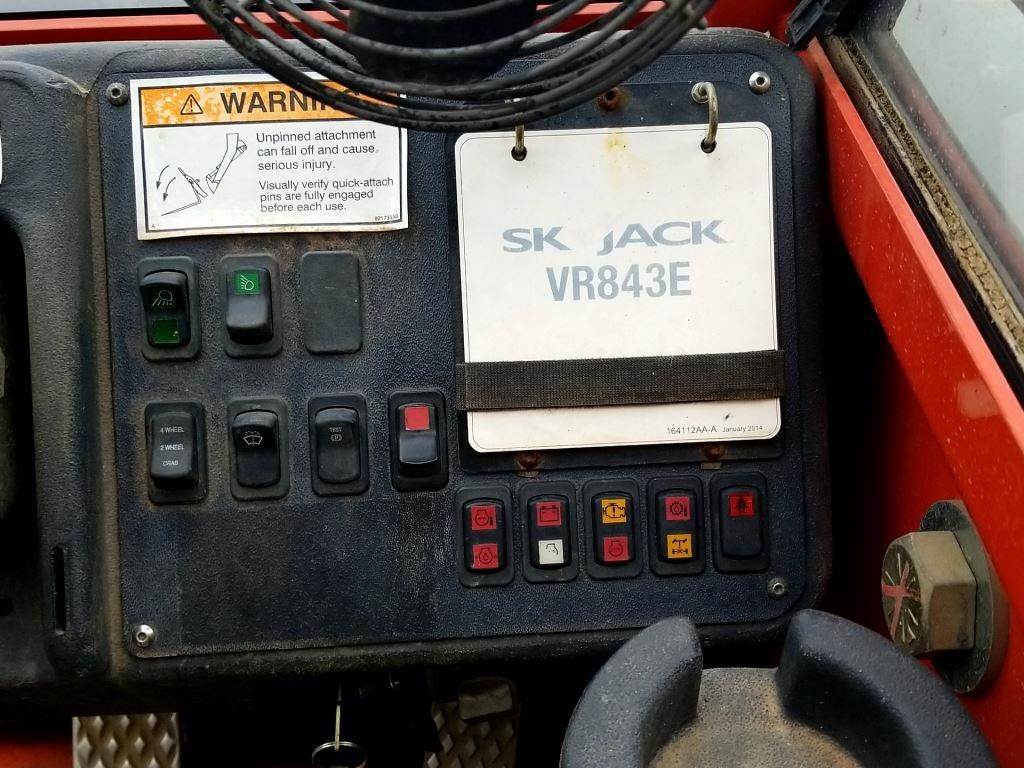 WARNING
Unpinned attachment
can fall off and cause
serious injury.
Visually verify quick-attach
pins are fully engaged
before each use.
A
SK JACK
VR843E
164112AA-A January 2014
4 WHEEL
2 WHEEL
CRAB
TEST